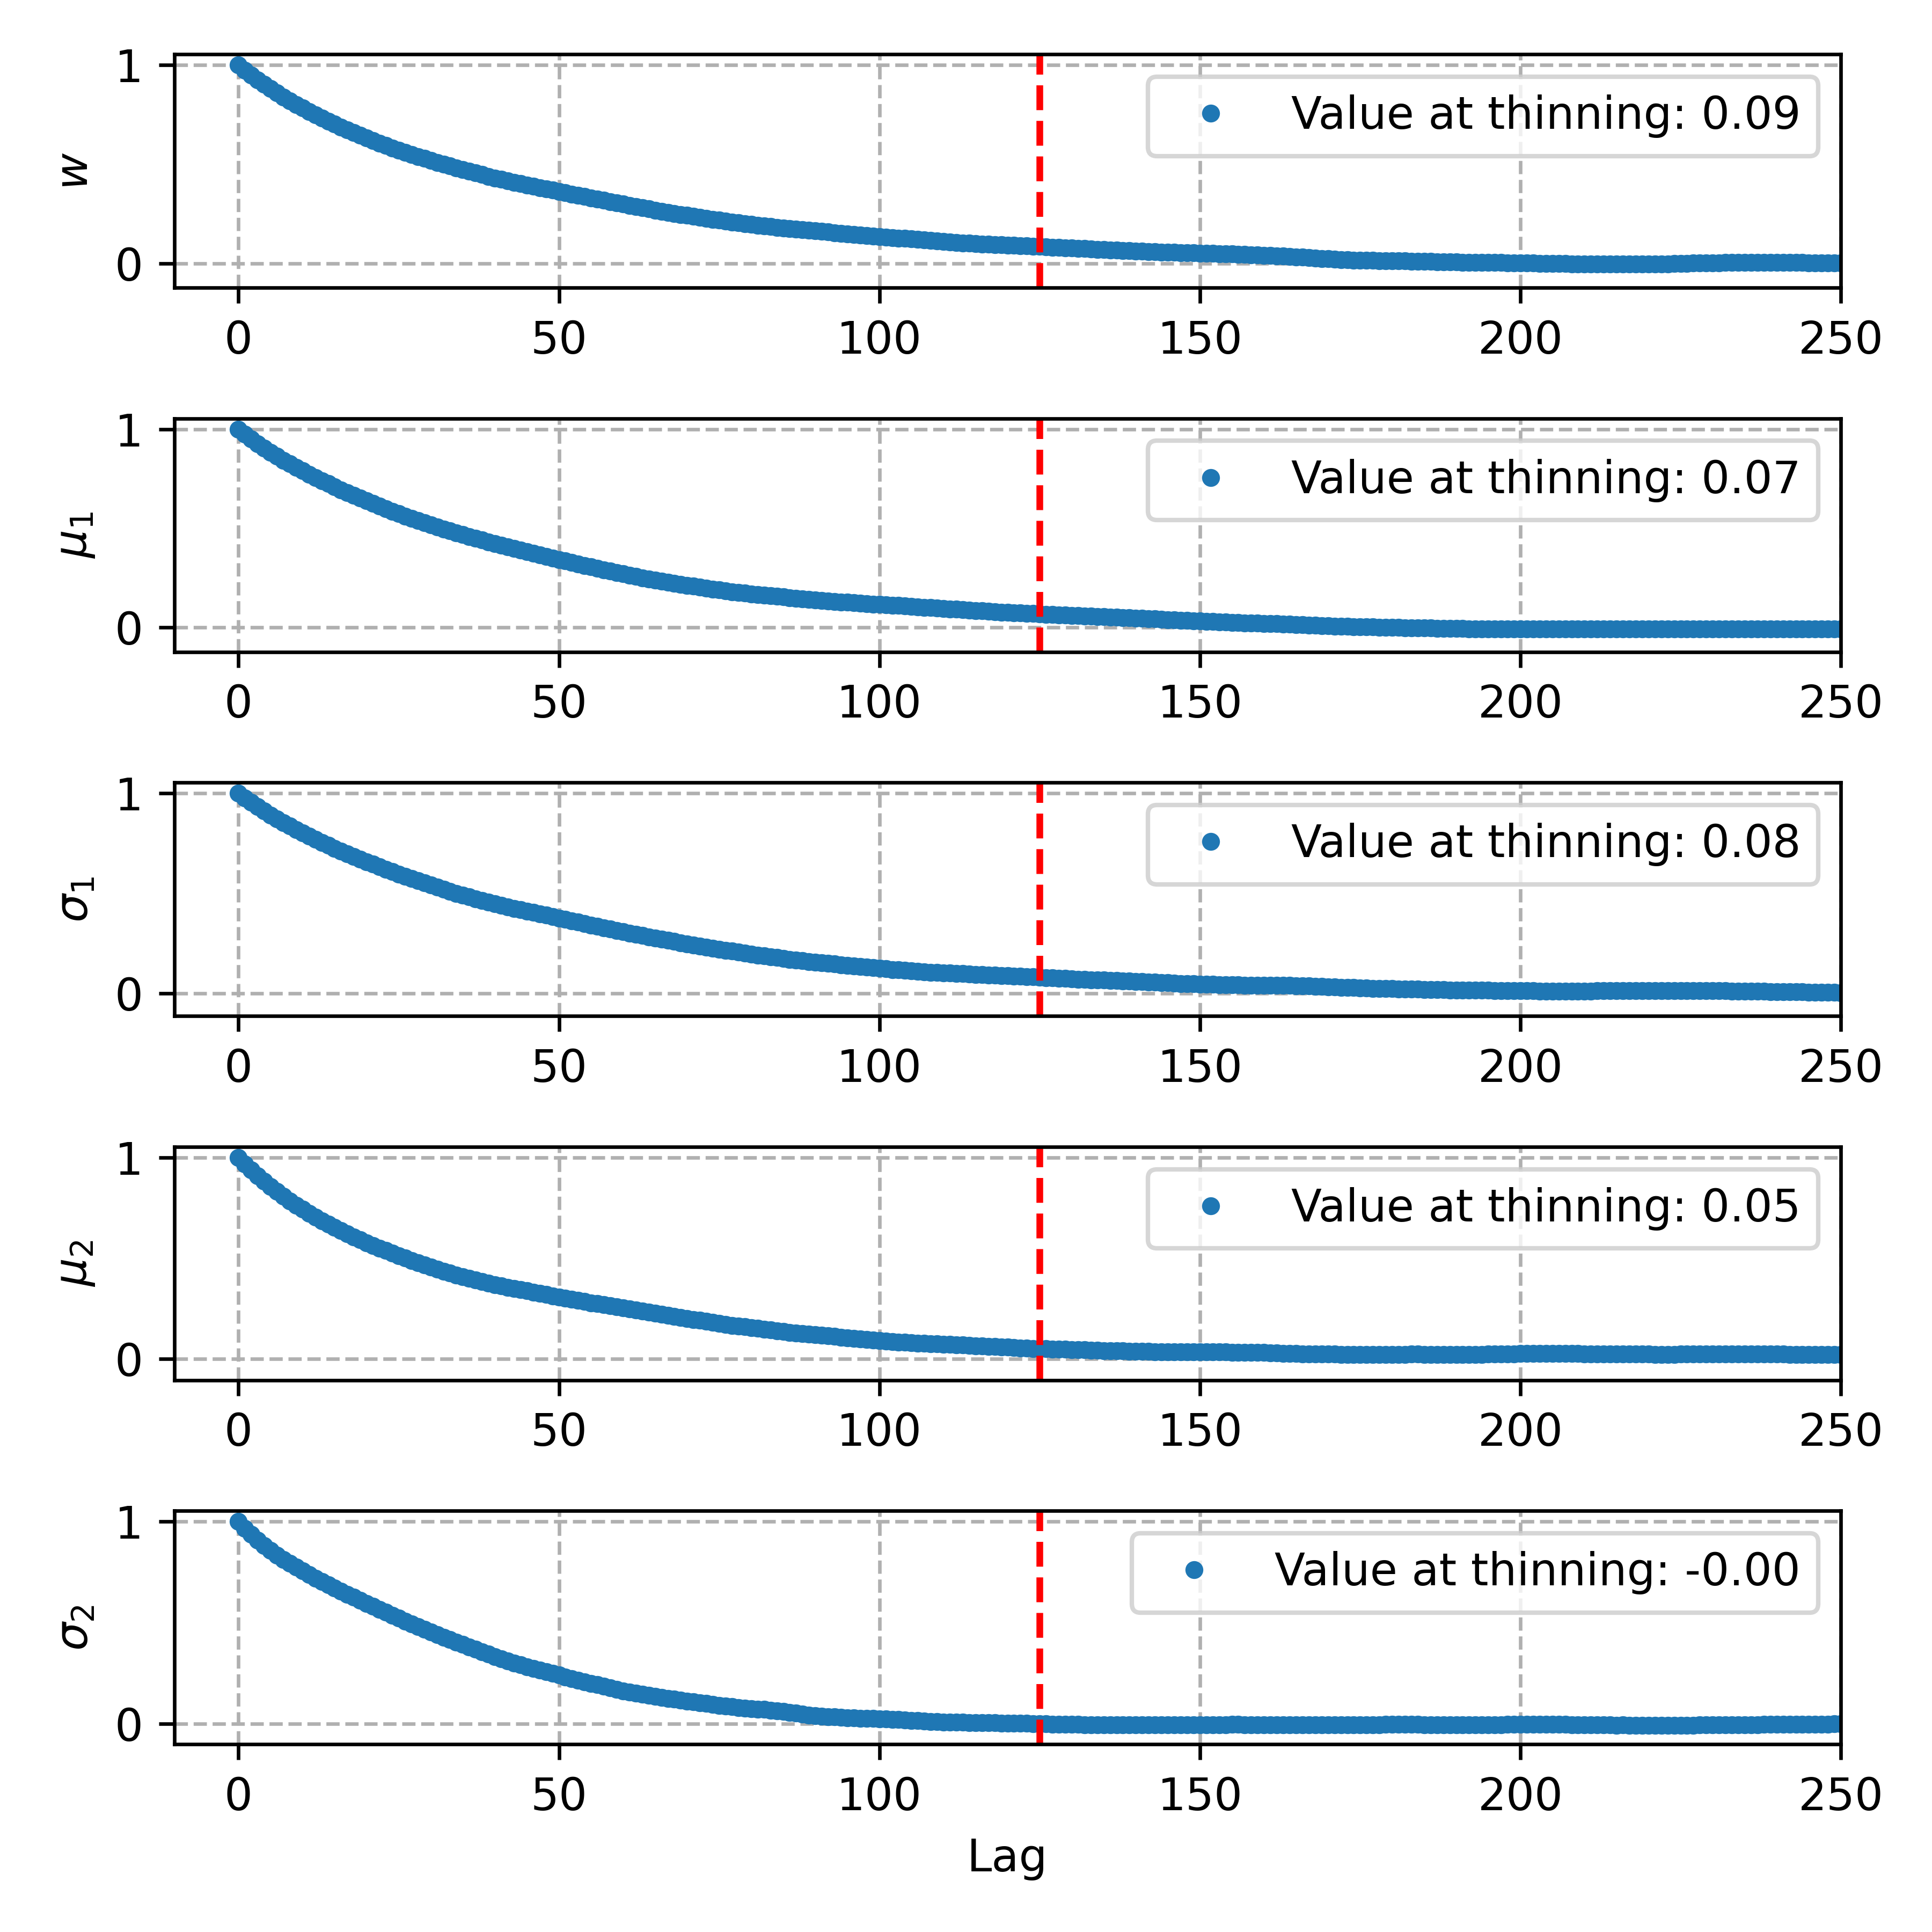 1
Value at thinning: 0.09
w
0
0 50 100 150 200 250
1
Value at thinning: 0.07
μ₁
0
0 50 100 150 200 250
1
Value at thinning: 0.08
σ₁
0
0 50 100 150 200 250
1
Value at thinning: 0.05
μ₂
0
0 50 100 150 200 250
1
Value at thinning: -0.00
σ₂
0
0 50 100 150 200 250
Lag